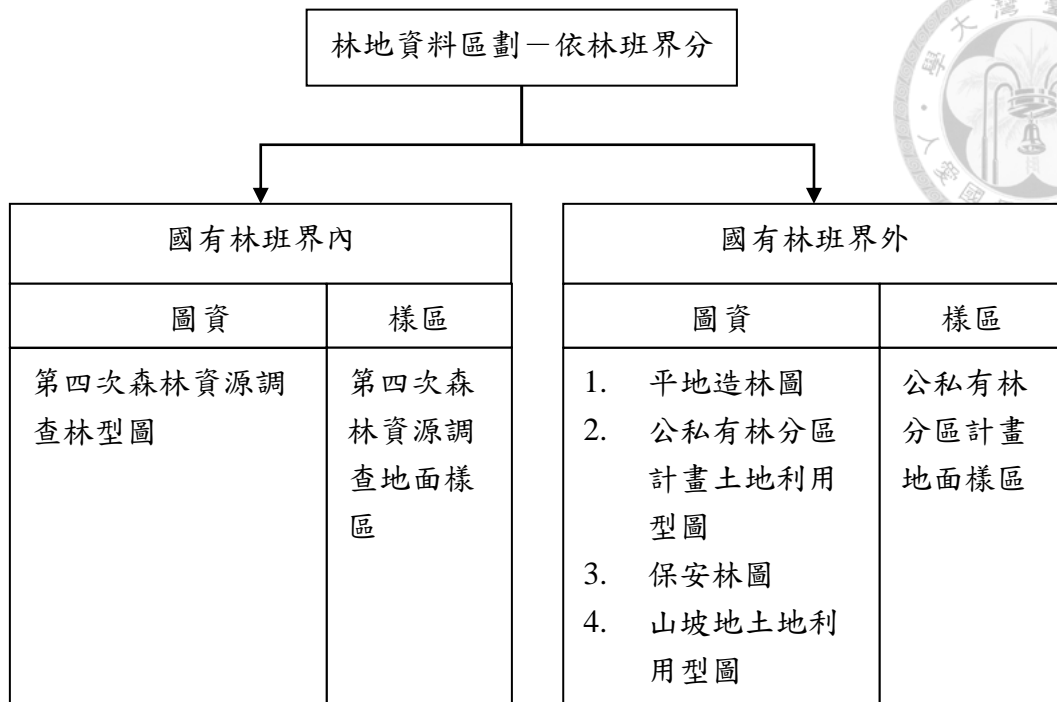 林地資料區劃－依林班界分
國有林班界內
圖資
樣區
第四次森林資源調
查林型圖
第四次森
林資源調
查地面樣
區
國有林班界外
圖資
樣區
1. 平地造林圖
2. 公私有林分區
計畫土地利用
型圖
3. 保安林圖
4. 山坡地土地利
用型圖
公私有林
分區計畫
地面樣區